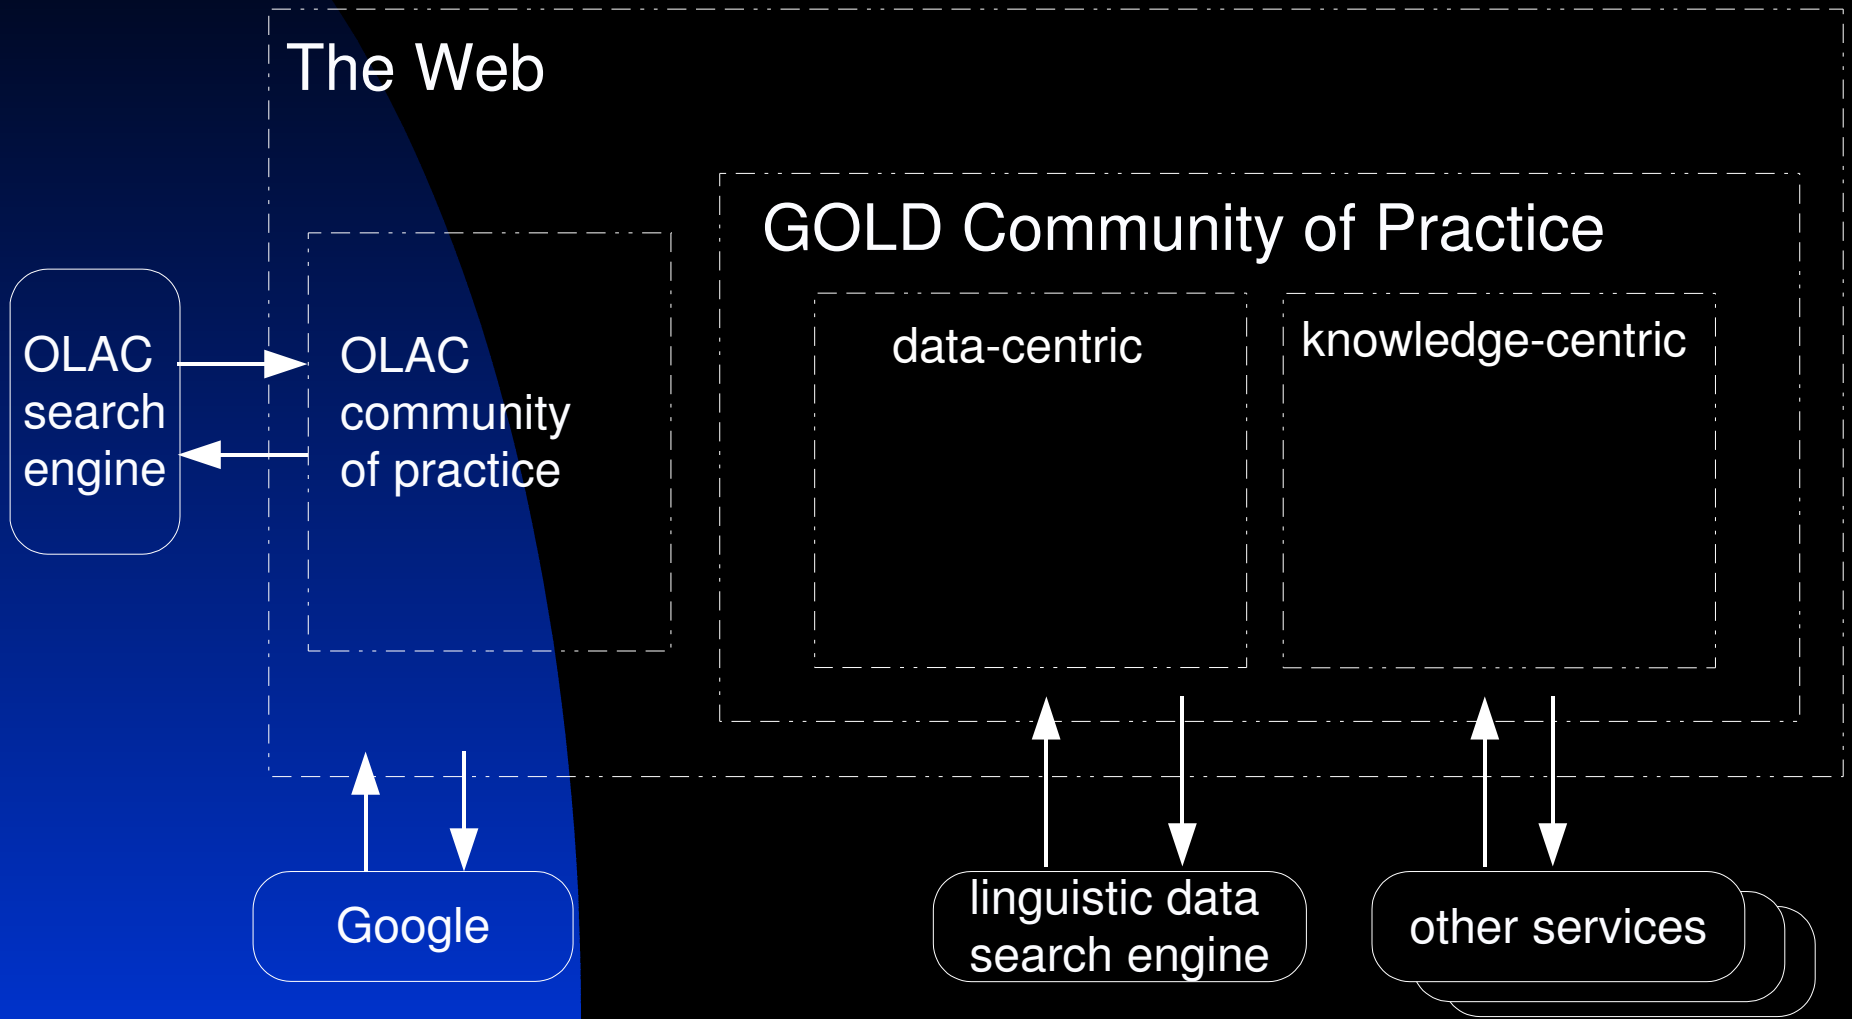 The Web
GOLD Community of Practice
data-centric
knowledge-centric
OLAC
search
engine
OLAC
community
of practice
Google
linguistic data
search engine
other services